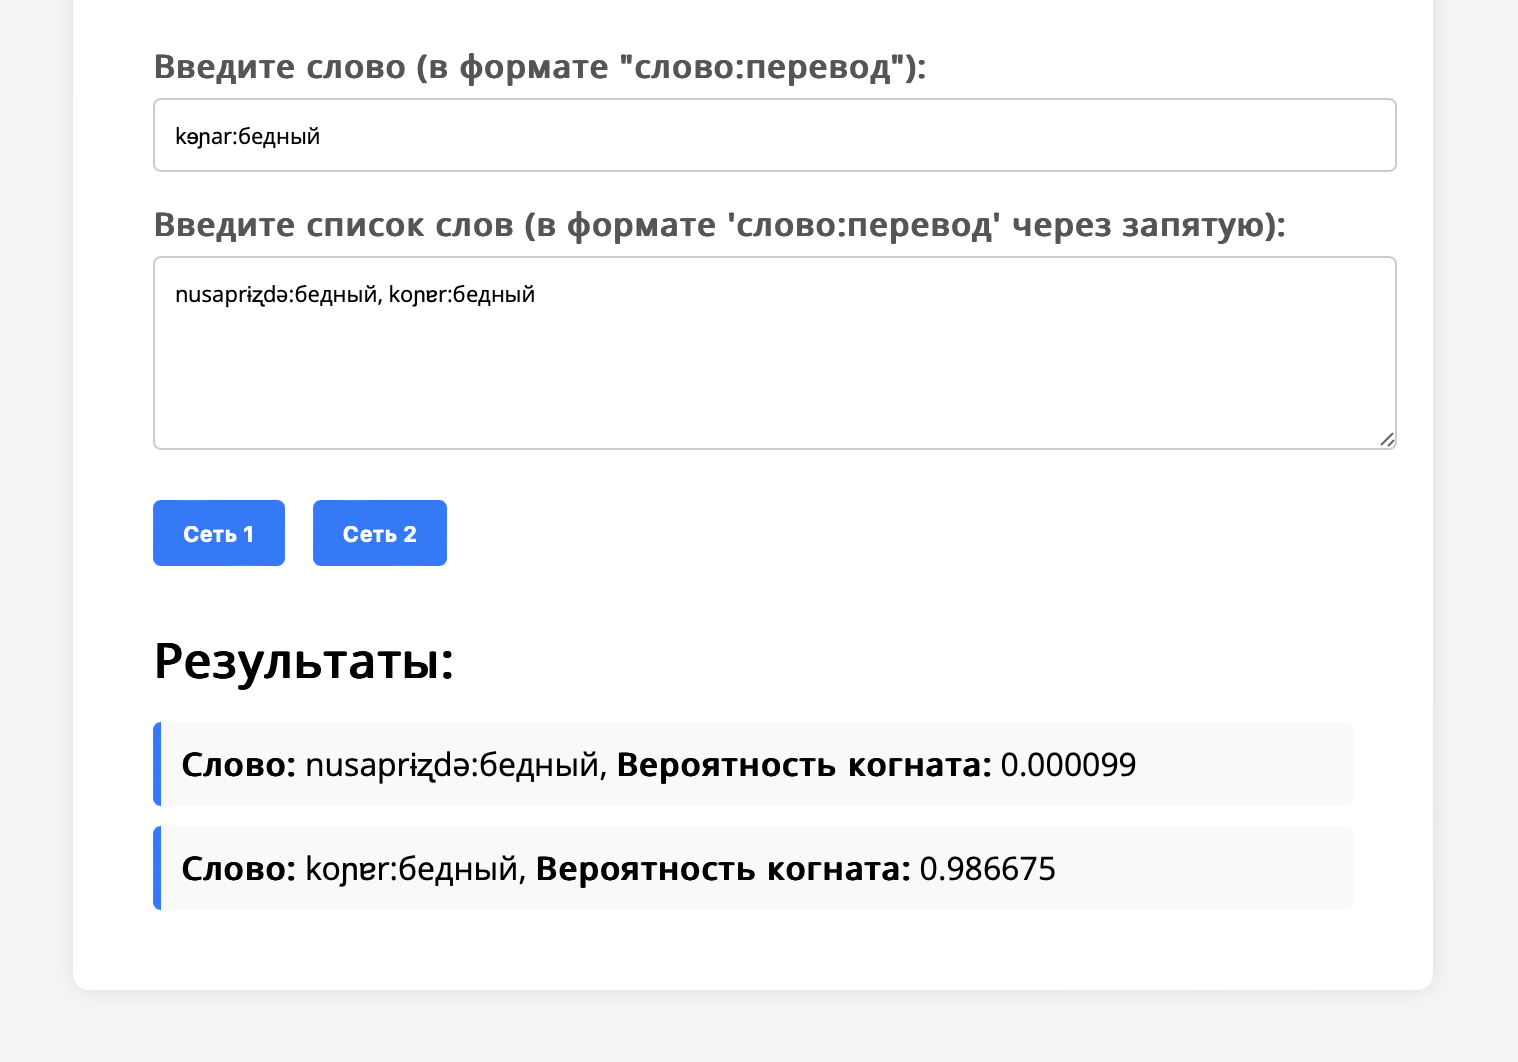 Введите слово (в формате "слово:перевод"):
kɘɲar:бедный
Введите список слов (в формате 'слово:перевод' через запятую):
nusaprɨʐdə:бедный, koɲɐr:бедный
Сеть 1 Сеть 2
Результаты:
Слово: nusaprɨʐdə:бедный, Вероятность когната: 0.000099
Слово: koɲɐr:бедный, Вероятность когната: 0.986675